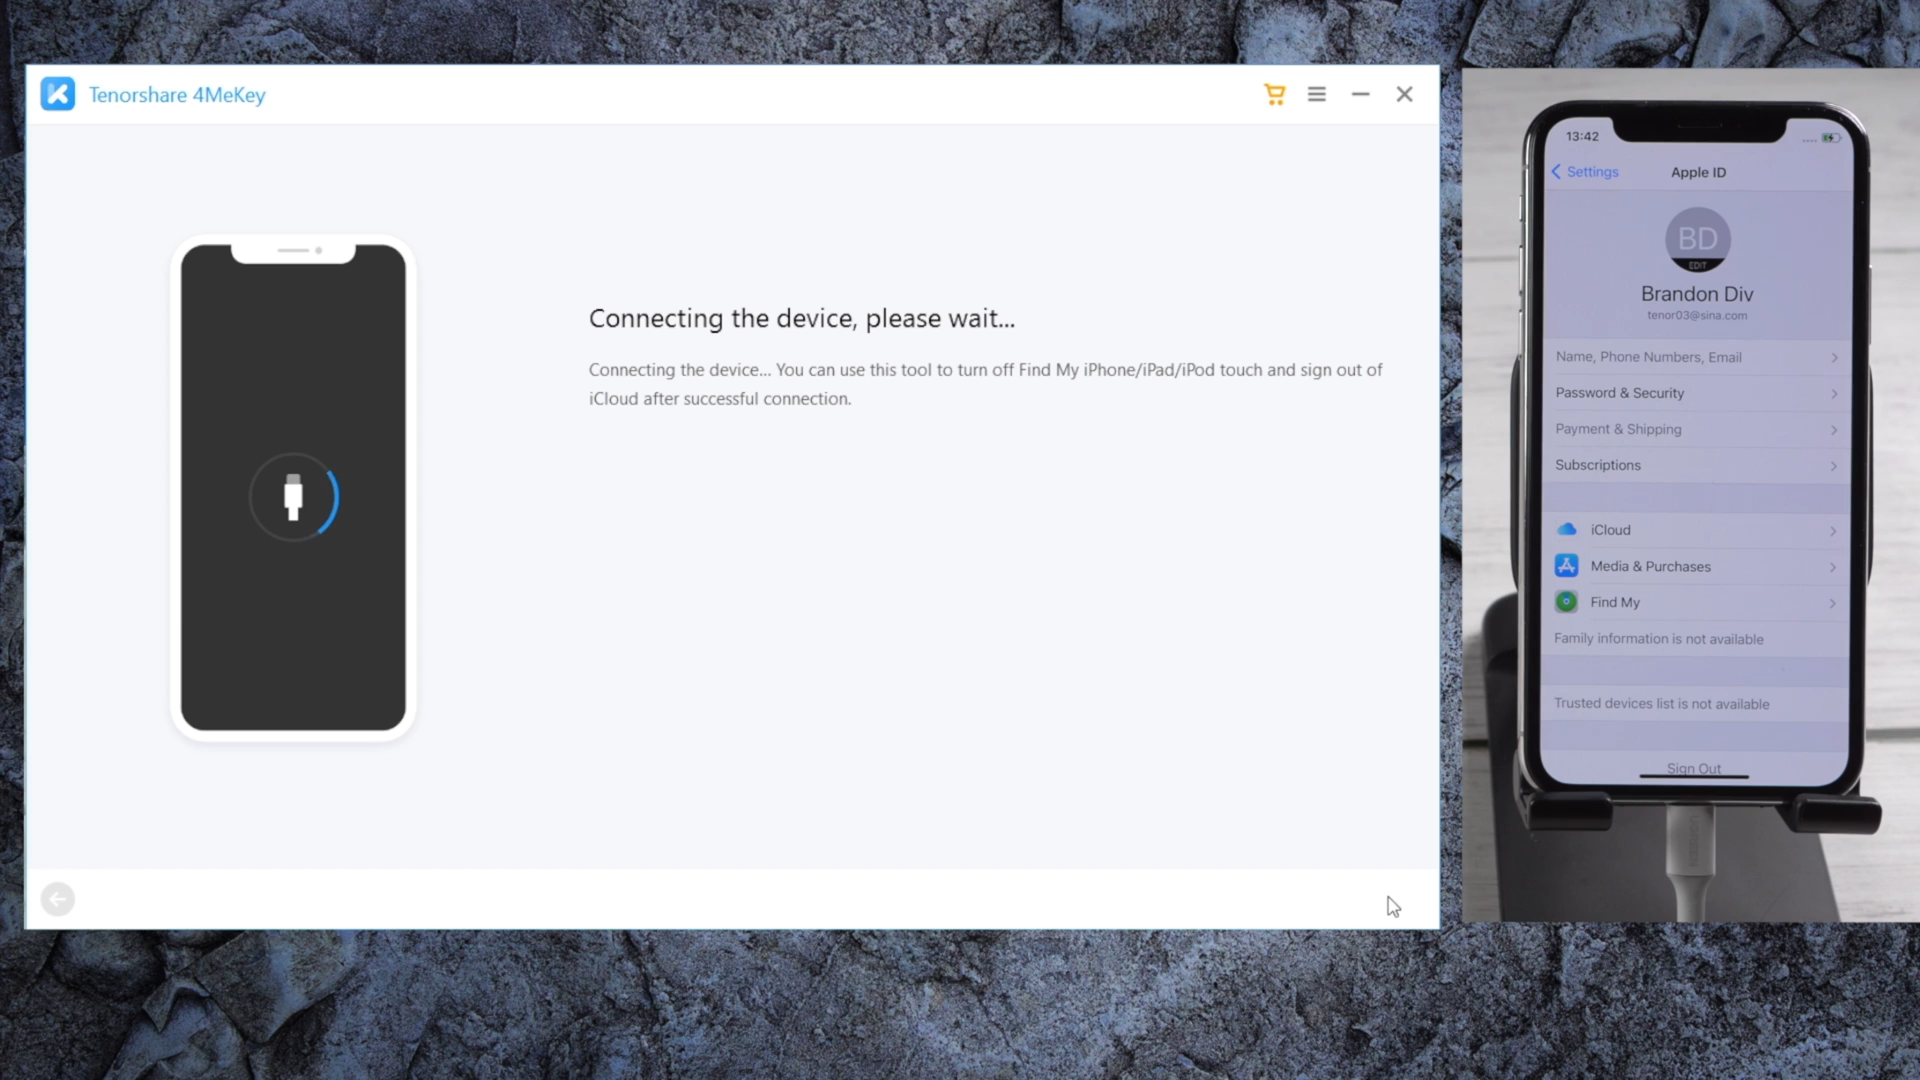 Tenorshare 4MeKey
Connecting the device, please wait...
Connecting the device... You can use this tool to turn off Find My iPhone/iPad/iPod touch and sign out of
iCloud after successful connection.
13:42
Settings
Apple ID
BD
EDIT
Brandon Div
tenor03@sina.com
Name, Phone Numbers, Email
Password & Security
Payment & Shipping
Subscriptions
iCloud
Media & Purchases
Find My
Family information is not available
Trusted devices list is not available
Sign Out